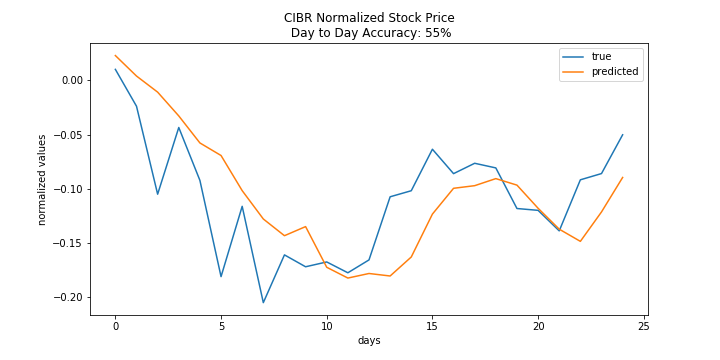 CIBR Normalized Stock Price
Day to Day Accuracy: 55%
true
predicted
normalized values
0.00
−0.05
−0.10
−0.15
−0.20
0 5 10 15 20 25
days